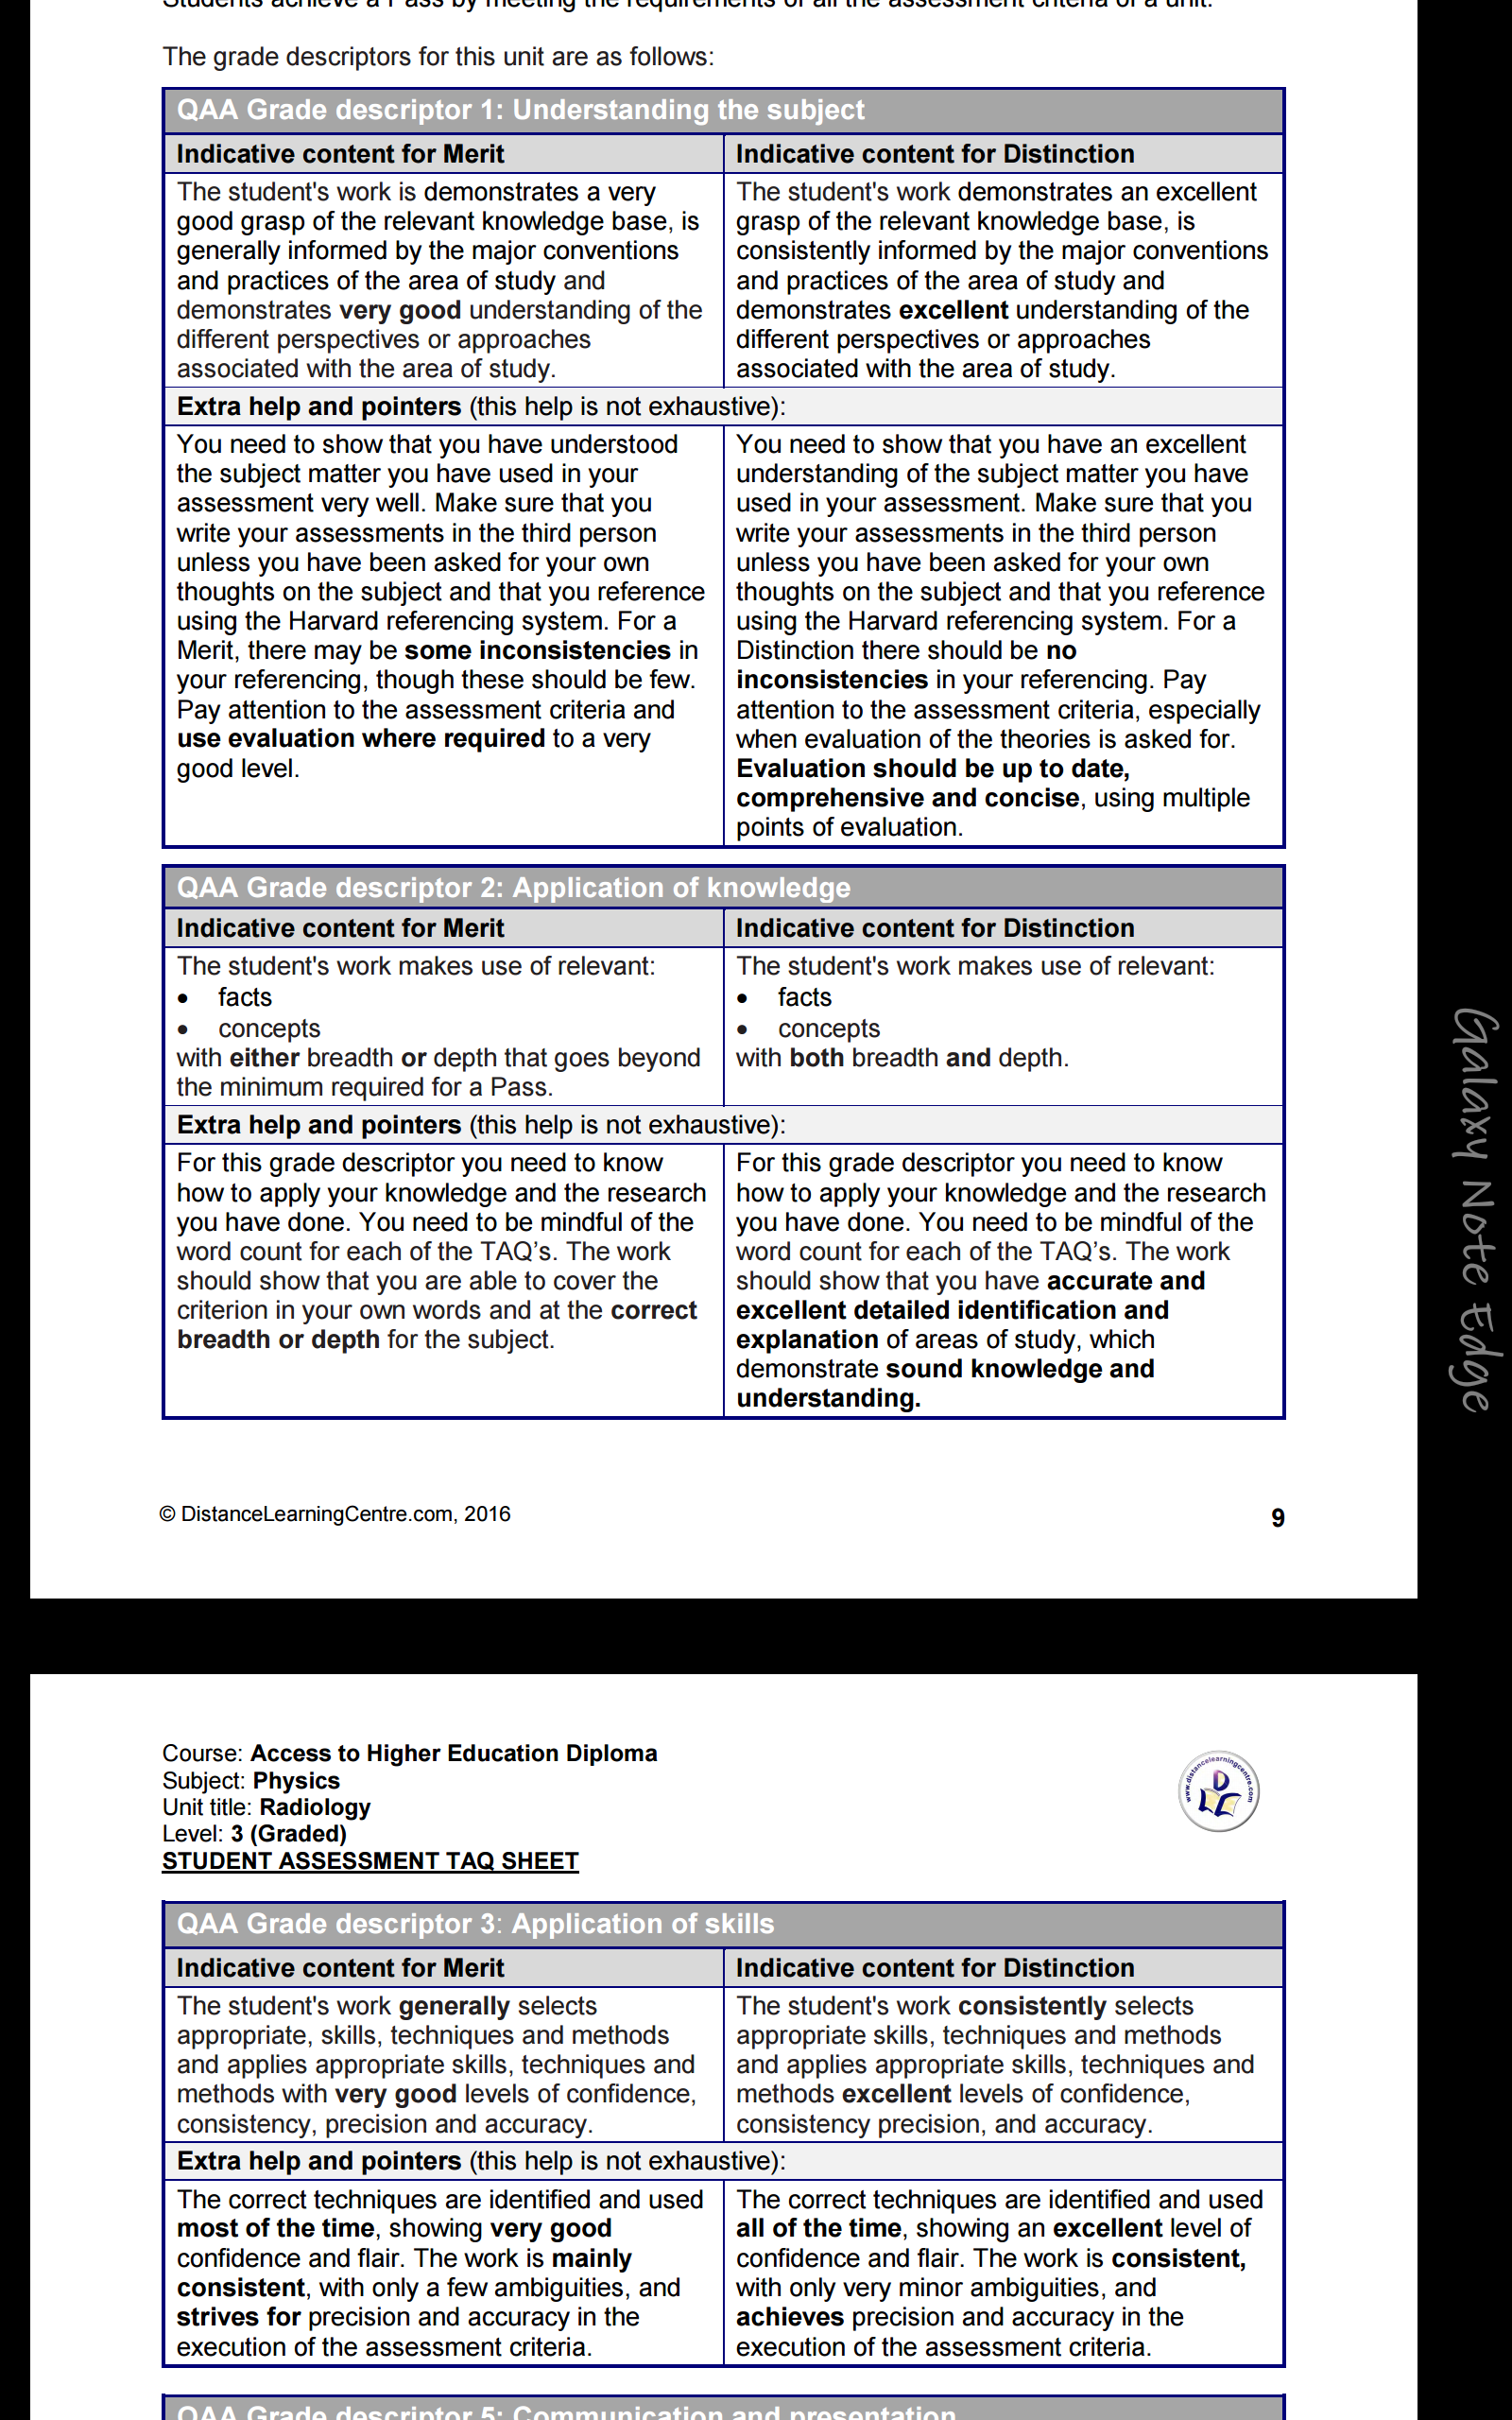 Students achieve a Pass by meeting the requirements of all the assessment criteria of a unit.
The grade descriptors for this unit are as follows:
QAA Grade descriptor 1: Understanding the subject
Indicative content for Merit
Indicative content for Distinction
The student's work is demonstrates a very
good grasp of the relevant knowledge base, is
generally informed by the major conventions
and practices of the area of study and
demonstrates very good understanding of the
different perspectives or approaches
associated with the area of study.
The student's work demonstrates an excellent
grasp of the relevant knowledge base, is
consistently informed by the major conventions
and practices of the area of study and
demonstrates excellent understanding of the
different perspectives or approaches
associated with the area of study.
Extra help and pointers (this help is not exhaustive):
You need to show that you have understood
the subject matter you have used in your
assessment very well. Make sure that you
write your assessments in the third person
unless you have been asked for your own
thoughts on the subject and that you reference
using the Harvard referencing system. For a
Merit, there may be some inconsistencies in
your referencing, though these should be few.
Pay attention to the assessment criteria and
use evaluation where required to a very
good level.
You need to show that you have an excellent
understanding of the subject matter you have
used in your assessment. Make sure that you
write your assessments in the third person
unless you have been asked for your own
thoughts on the subject and that you reference
using the Harvard referencing system. For a
Distinction there should be no
inconsistencies in your referencing. Pay
attention to the assessment criteria, especially
when evaluation of the theories is asked for.
Evaluation should be up to date,
comprehensive and concise, using multiple
points of evaluation.
QAA Grade descriptor 2: Application of knowledge
Indicative content for Merit
Indicative content for Distinction
The student's work makes use of relevant:
• facts
• concepts
with either breadth or depth that goes beyond
the minimum required for a Pass.
The student's work makes use of relevant:
• facts
• concepts
with both breadth and depth.
Extra help and pointers (this help is not exhaustive):
For this grade descriptor you need to know
how to apply your knowledge and the research
you have done. You need to be mindful of the
word count for each of the TAQ's. The work
should show that you are able to cover the
criterion in your own words and at the correct
breadth or depth for the subject.
For this grade descriptor you need to know
how to apply your knowledge and the research
you have done. You need to be mindful of the
word count for each of the TAQ's. The work
should show that you have accurate and
excellent detailed identification and
explanation of areas of study, which
demonstrate sound knowledge and
understanding.
© DistanceLearningCentre.com, 2016
9
Galaxy Note Edge
Course: Access to Higher Education Diploma
Subject: Physics
Unit title: Radiology
Level: 3 (Graded)
STUDENT ASSESSMENT TAQ SHEET
www.distancelearningcentre.com
D
QAA Grade descriptor 3: Application of skills
Indicative content for Merit
Indicative content for Distinction
The student's work generally selects
appropriate, skills, techniques and methods
and applies appropriate skills, techniques and
methods with very good levels of confidence,
consistency, precision and accuracy.
The student's work consistently selects
appropriate skills, techniques and methods
and applies appropriate skills, techniques and
methods excellent levels of confidence,
consistency precision, and accuracy.
Extra help and pointers (this help is not exhaustive):
The correct techniques are identified and used
most of the time, showing very good
confidence and flair. The work is mainly
consistent, with only a few ambiguities, and
strives for precision and accuracy in the
execution of the assessment criteria.
The correct techniques are identified and used
all of the time, showing an excellent level of
confidence and flair. The work is consistent,
with only very minor ambiguities, and
achieves precision and accuracy in the
execution of the assessment criteria.
QAA Grade descriptor 5: Communication and presentation